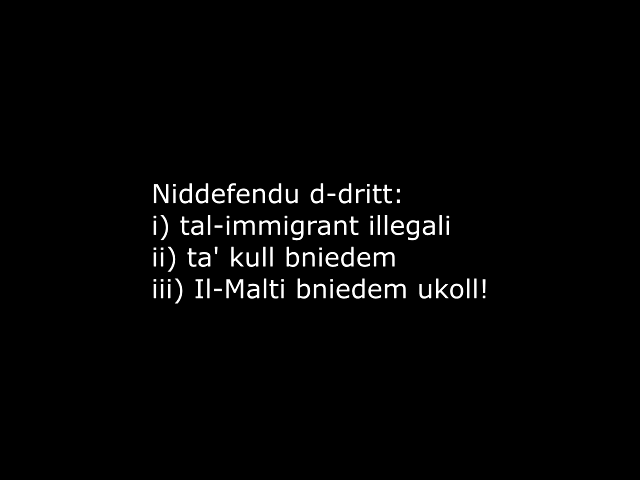 Niddefendu d-dritt:
i) tal-immigrant illegali
ii) ta' kull bniedem
iii) Il-Malti bniedem ukoll!